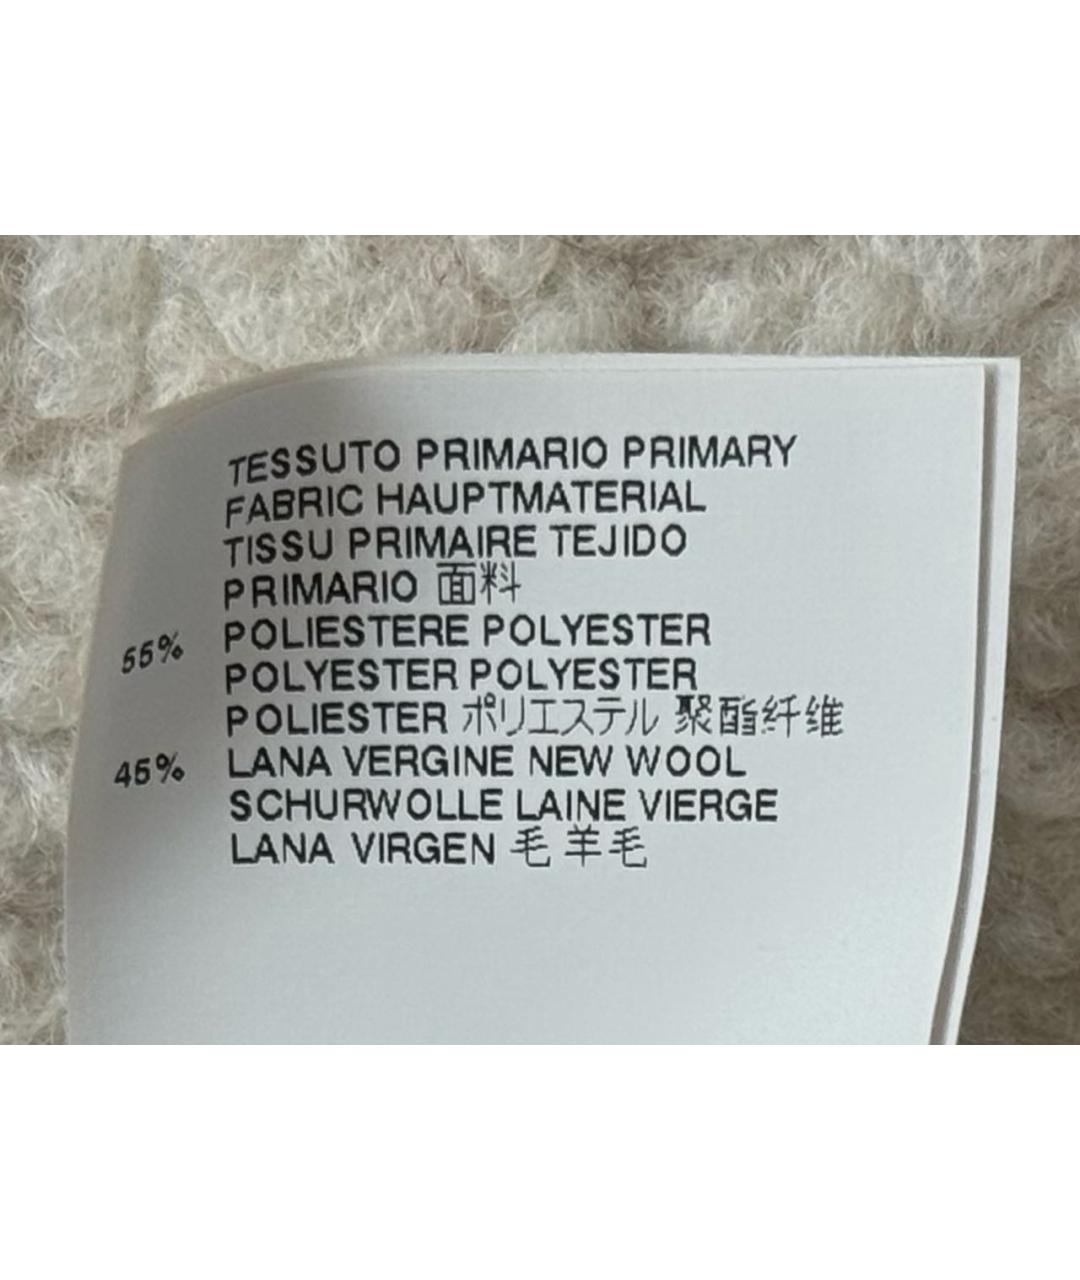 TESSUTO PRIMARIO PRIMARY
FABRIC HAUPTMATERIAL
TISSU PRIMAIRE TEJIDO
PRIMARIO 面料
55% POLIESTERE POLYESTER
POLYESTER POLYESTER
POLIESTER ポリエステル 聚酯纤维
45% LANA VERGINE NEW WOOL
SCHURWOLLE LAINE VIERGE
LANA VIRGEN 毛 羊毛